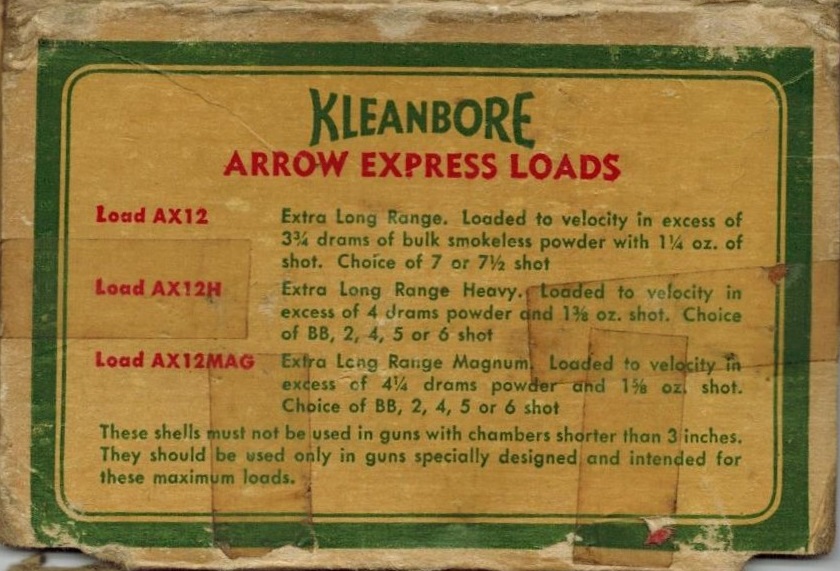 KLEANBORE
ARROW EXPRESS LOADS
Load AX12 Extra Long Range. Loaded to velocity in excess of
3¾ drams of bulk smokeless powder with 1¼ oz. of
shot. Choice of 7 or 7½ shot
Load AX12H Extra Long Range Heavy. Loaded to velocity in
excess of 4 drams powder and 1⅜ oz. shot. Choice
of BB, 2, 4, 5 or 6 shot
Load AX12MAG Extra Long Range Magnum. Loaded to velocity in
excess of 4¼ drams powder and 1⅝ oz. shot.
Choice of BB, 2, 4, 5 or 6 shot
These shells must not be used in guns with chambers shorter than 3 inches.
They should be used only in guns specially designed and intended for
these maximum loads.